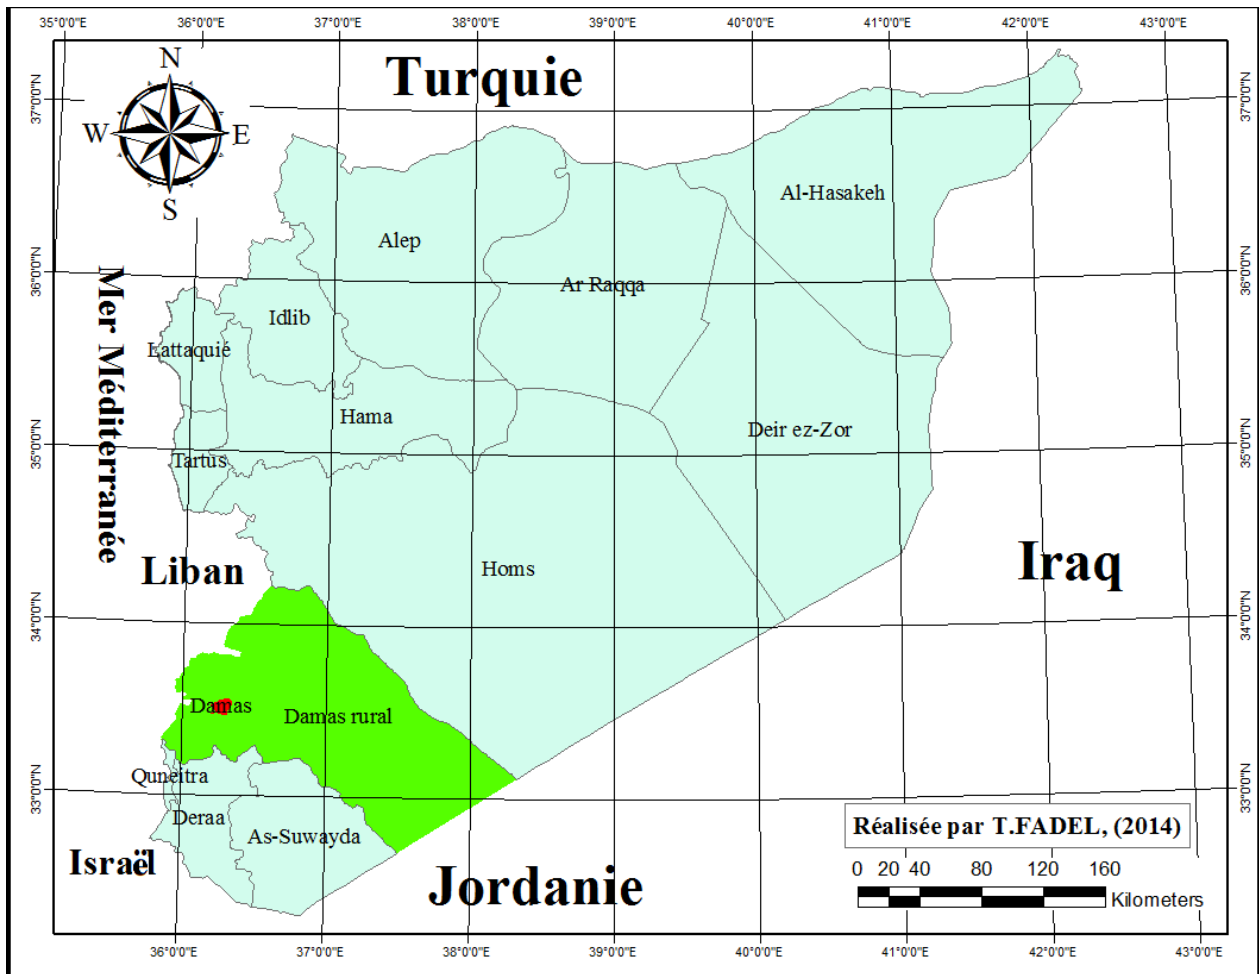 35°0'0"E 36°0'0"E 37°0'0"E 38°0'0"E 39°0'0"E 40°0'0"E 41°0'0"E 42°0'0"E 43°0'0"E
N
W E
S
Turquie
37°0'0"N 37°0'0"N
Al-Hasakeh
Alep
36°0'0"N 36°0'0"N
Ar Raqqa
Idlib
Mer Méditerranée
Lattaquié
Hama
Deir ez-Zor
35°0'0"N 35°0'0"N
Tartus
Liban
Homs
Iraq
34°0'0"N 34°0'0"N
Damas
Damas rural
Quneitra
33°0'0"N 33°0'0"N
Deraa
As-Suwayda
Israël
Jordanie
Réalisée par T.FADEL, (2014)
0 20 40 80 120 160
Kilometers
36°0'0"E 37°0'0"E 38°0'0"E 39°0'0"E 40°0'0"E 41°0'0"E 42°0'0"E 43°0'0"E